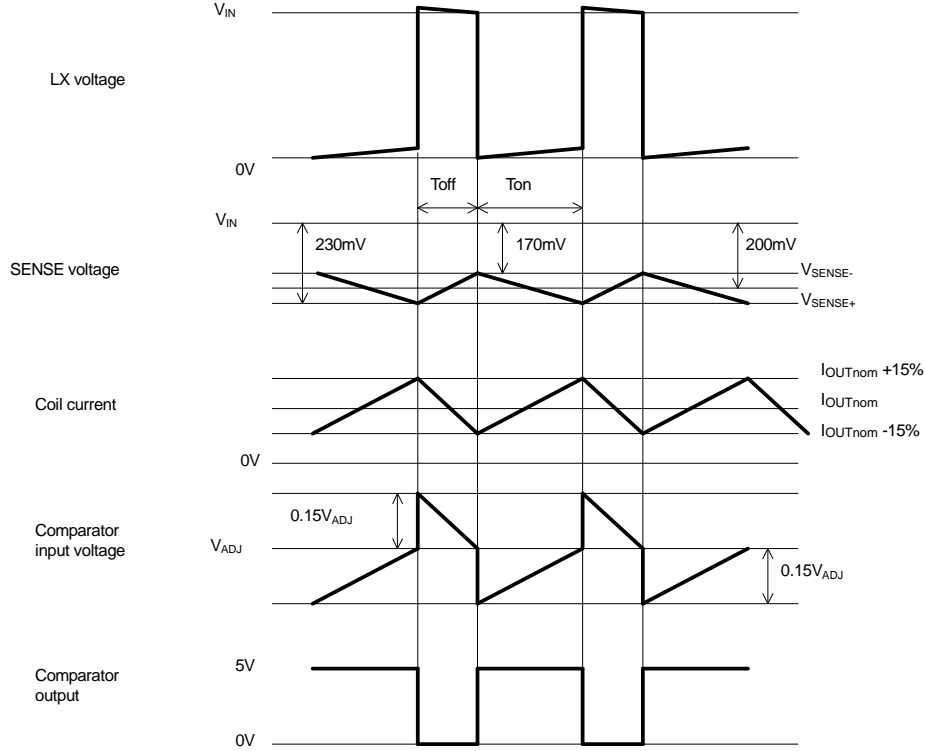 VIN
LX voltage
0V
Toff
Ton
VIN
230mV
170mV
200mV
SENSE voltage
VSENSE-
VSENSE+
IOUTnom +15%
Coil current
IOUTnom
IOUTnom -15%
0V
0.15VADJ
Comparator
input voltage
VADJ
0.15VADJ
5V
Comparator
output
0V